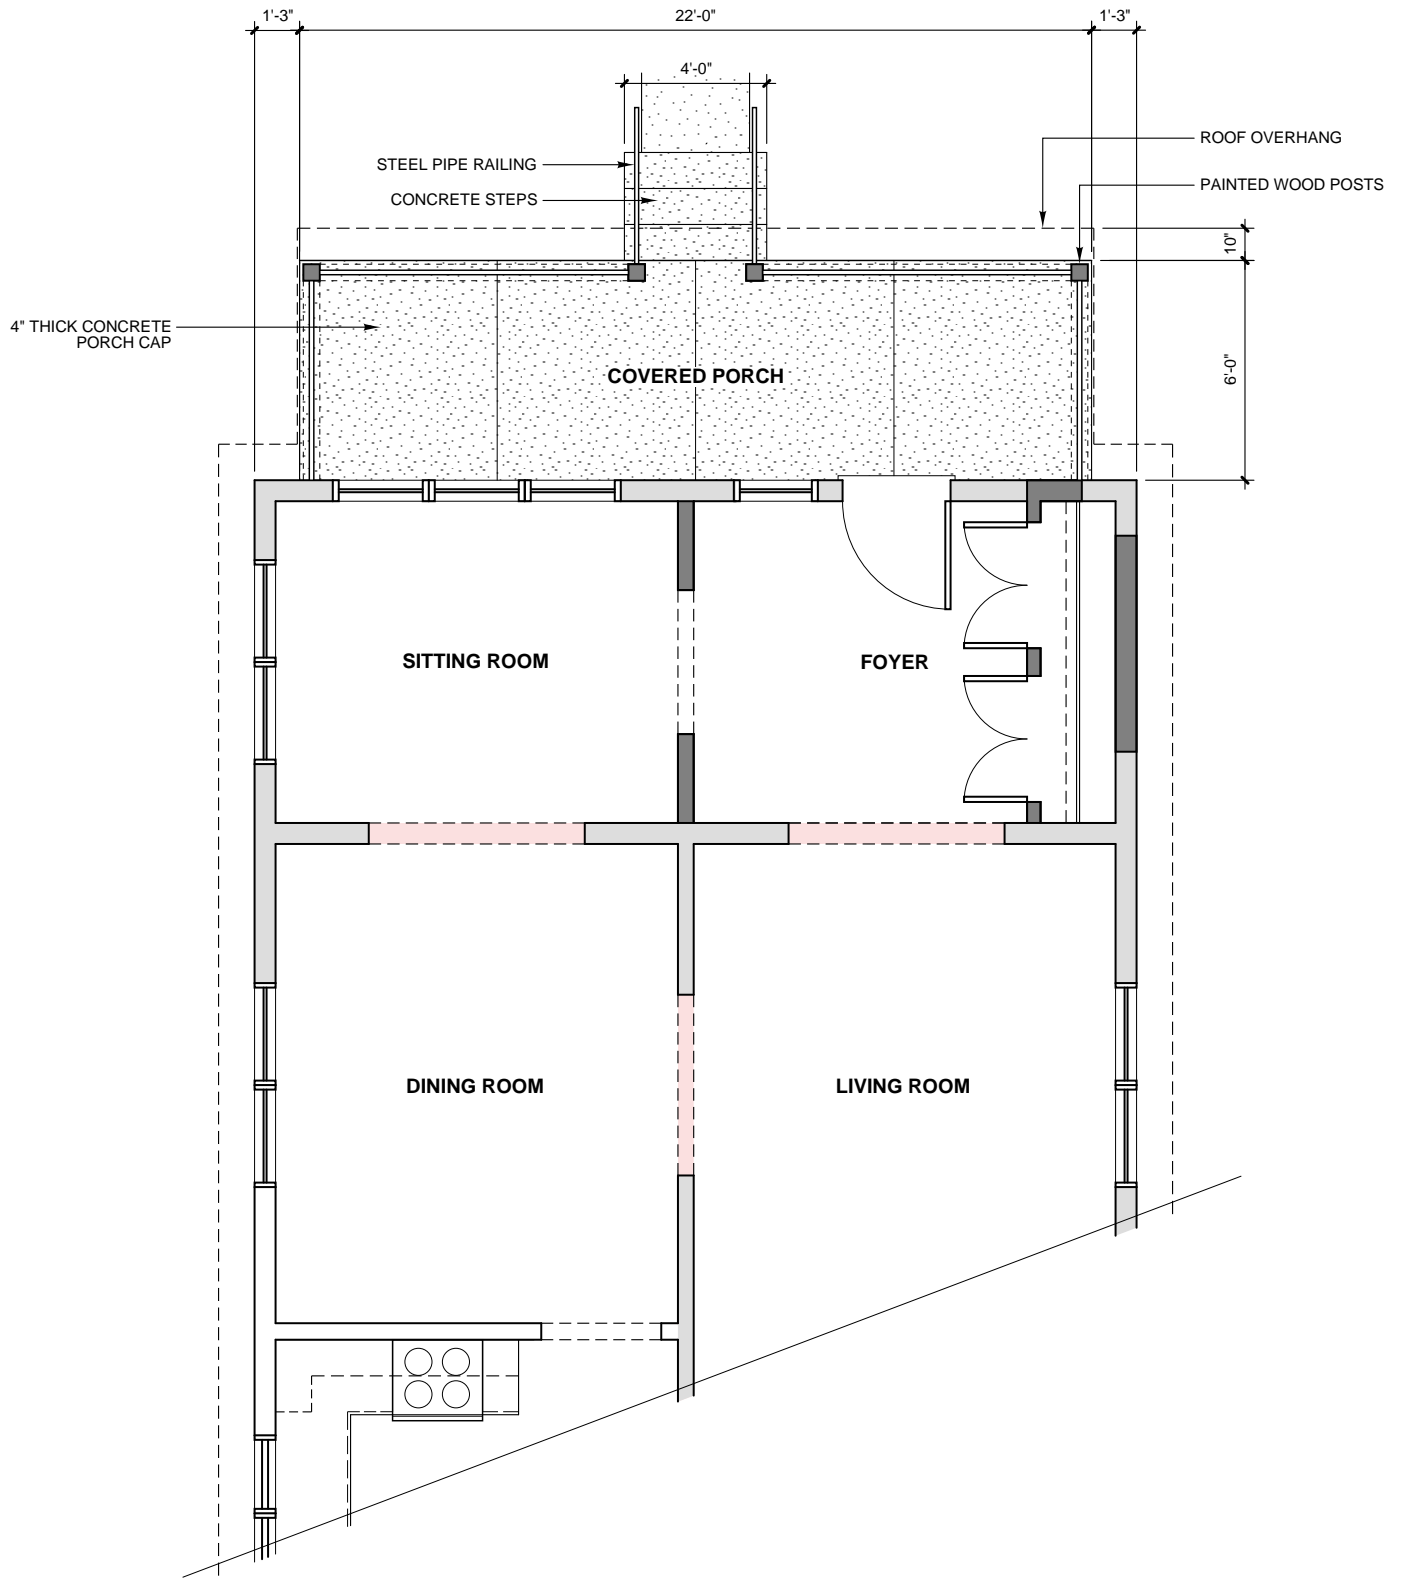 1'-3"
22'-0"
1'-3"
4'-0"
ROOF OVERHANG
STEEL PIPE RAILING
PAINTED WOOD POSTS
CONCRETE STEPS
10"
4" THICK CONCRETE
PORCH CAP
6'-0"
COVERED PORCH
SITTING ROOM
FOYER
DINING ROOM
LIVING ROOM